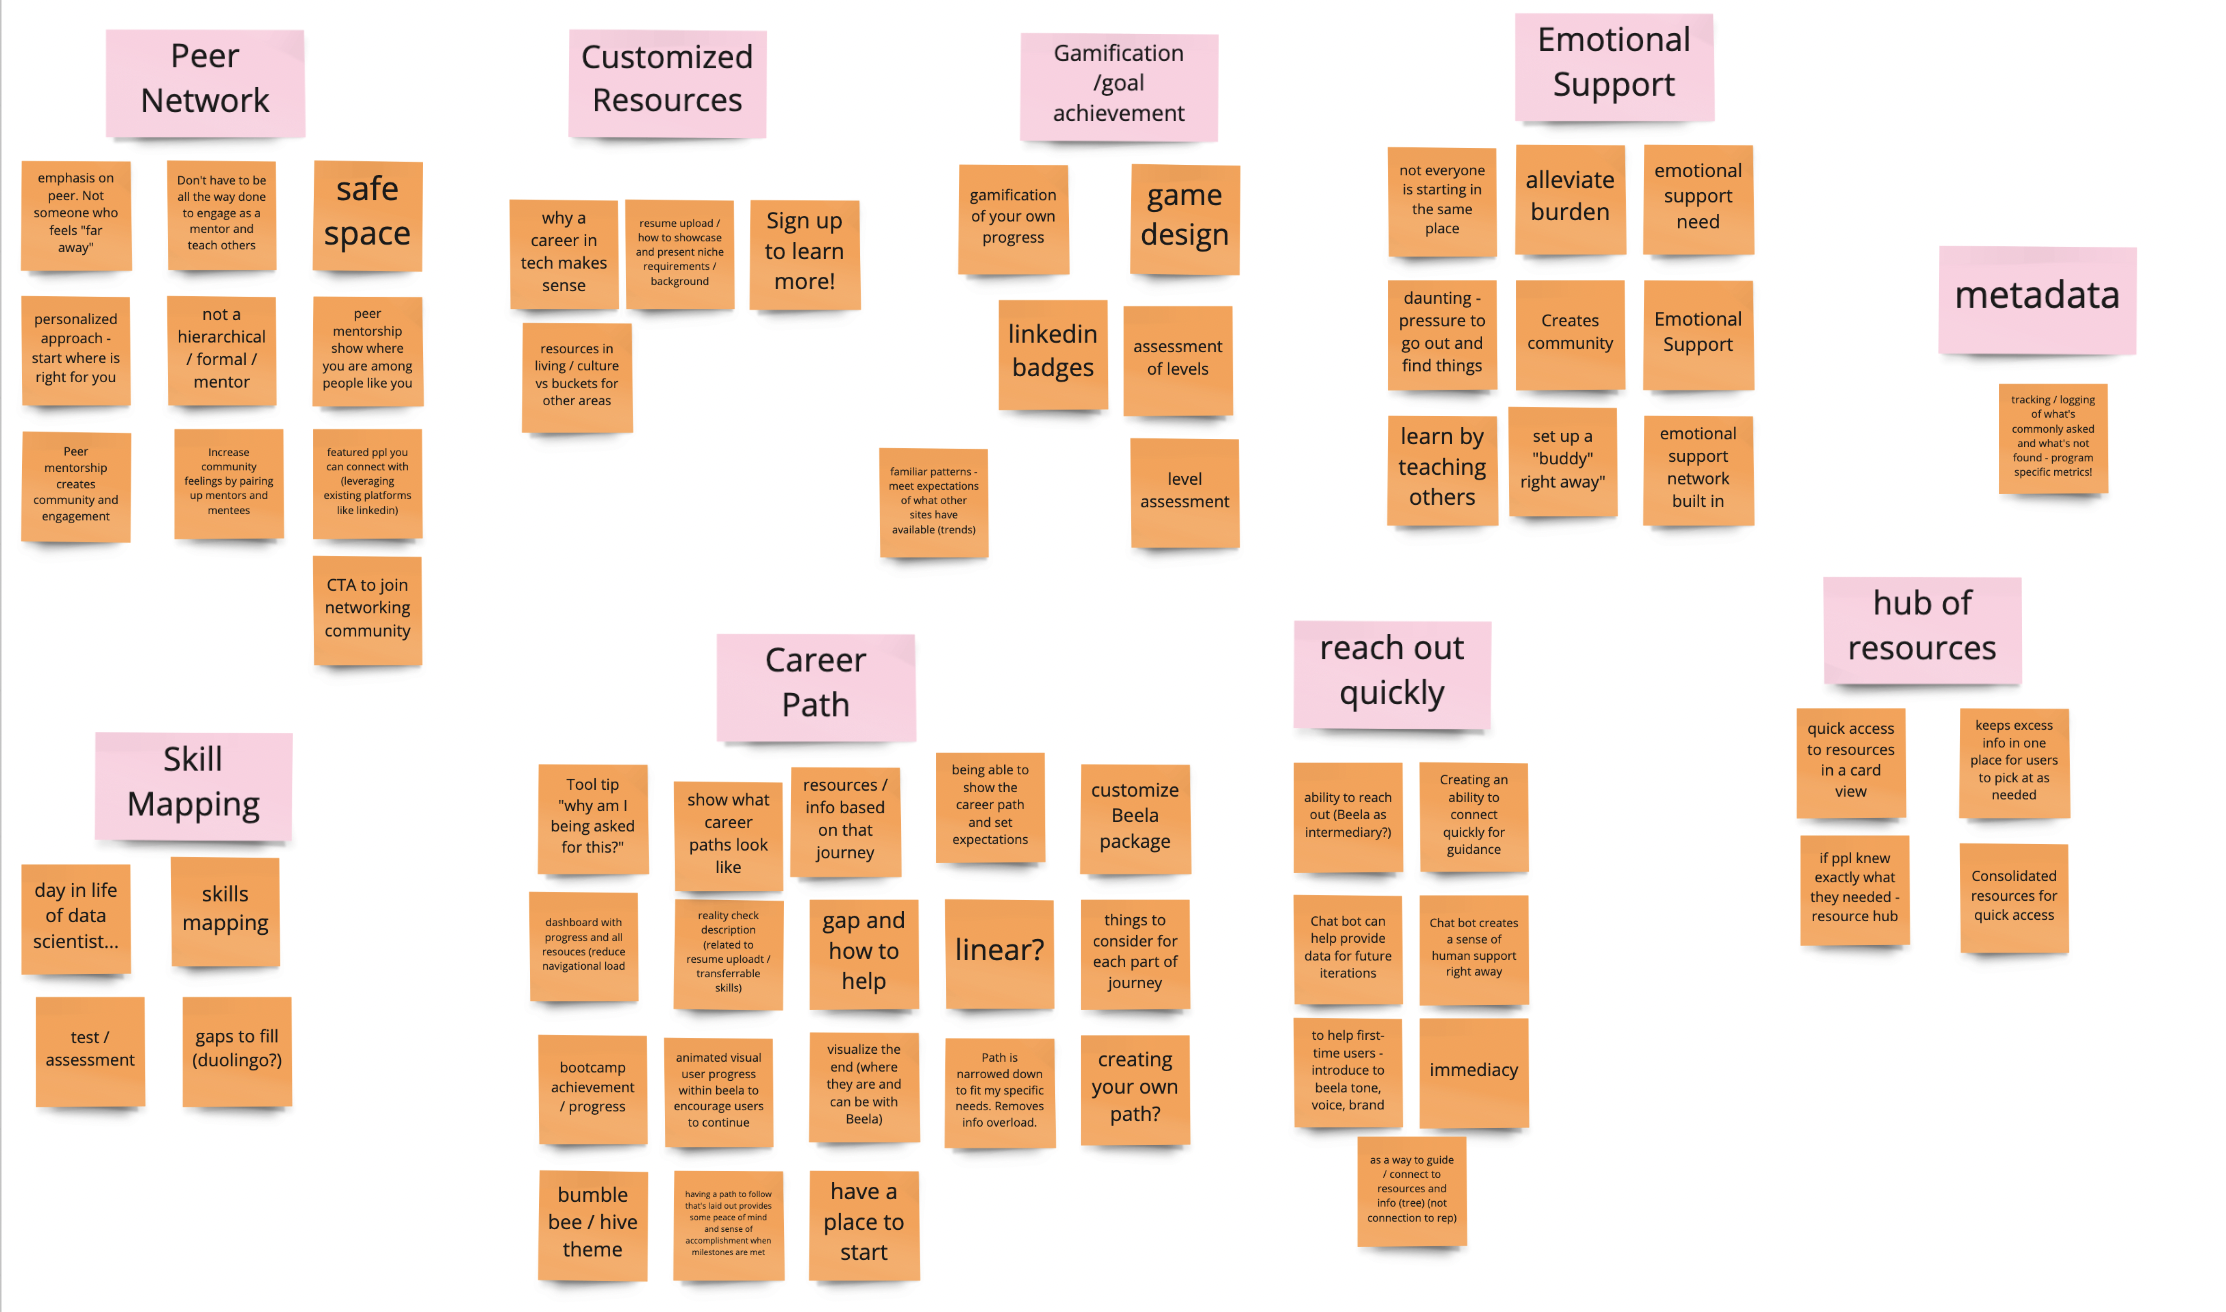 Peer
Network
emphasis on
peer. Not
someone who
feels "far
away"
Don't have to be
all the way done
to engage as a
mentor and
teach others
safe
space
personalized
approach -
start where is
right for you
not a
hierarchical
/ formal /
mentor
peer
mentorship
show where
you are among
people like you
Peer
mentorship
creates
community and
engagement
Increase
community
feelings by pairing
up mentors and
mentees
featured ppl you
can connect with
(leveraging
existing platforms
like linkedin)
CTA to join
networking
community
Customized
Resources
why a
career in
tech makes
sense
resume upload /
how to showcase
and present niche
requirements /
background
Sign up
to learn
more!
resources in
living / culture
vs buckets for
other areas
Gamification
/goal
achievement
gamification
of your own
progress
game
design
linkedin
badges
assessment
of levels
familiar patterns -
meet expectations
of what other
sites have
available (trends)
level
assessment
Emotional
Support
not everyone
is starting in
the same
place
alleviate
burden
emotional
support
need
daunting -
pressure to
go out and
find things
Creates
community
Emotional
Support
learn by
teaching
others
set up a
"buddy"
right away"
emotional
support
network
built in
metadata
tracking / logging
of what's
commonly asked
and what's not
found - program
specific metrics!
Skill
Mapping
day in life
of data
scientist...
skills
mapping
test /
assessment
gaps to fill
(duolingo?)
Career
Path
Tool tip
"why am I
being asked
for this?"
show what
career
paths look
like
resources /
info based
on that
journey
being able to
show the
career path
and set
expectations
customize
Beela
package
dashboard with
progress and all
resouces (reduce
navigational load
reality check
description
(related to
resume uploadt /
transferrable
skills)
gap and
how to
help
linear?
things to
consider for
each part of
journey
bootcamp
achievement
/ progress
animated visual
user progress
within beela to
encourage users
to continue
visualize the
end (where
they are and
can be with
Beela)
Path is
narrowed down
to fit my specific
needs. Removes
info overload.
creating
your own
path?
bumble
bee / hive
theme
having a path to follow
that's laid out provides
some peace of mind
and sense of
accomplishment when
milestones are met
have a
place to
start
reach out
quickly
ability to reach
out (Beela as
intermediary?)
Creating an
ability to
connect
quickly for
guidance
Chat bot can
help provide
data for future
iterations
Chat bot creates
a sense of
human support
right away
to help first-
time users -
introduce to
beela tone,
voice, brand
immediacy
as a way to guide
/ connect to
resources and
info (tree) (not
connection to rep)
hub of
resources
quick access
to resources
in a card
view
keeps excess
info in one
place for users
to pick at as
needed
if ppl knew
exactly what
they needed -
resource hub
Consolidated
resources for
quick access